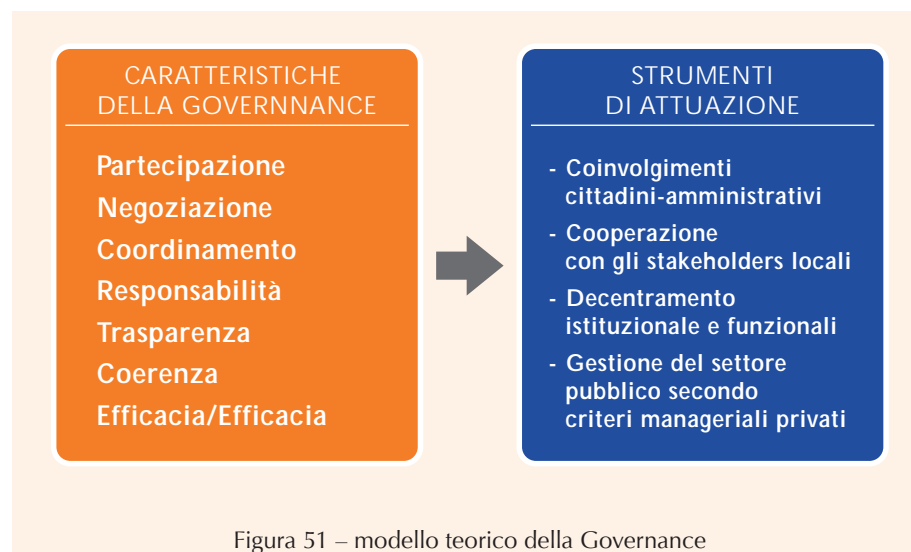 CARATTERISTICHE
DELLA GOVERNNANCE
Partecipazione
Negoziazione
Coordinamento
Responsabilità
Trasparenza
Coerenza
Efficacia/Efficacia
STRUMENTI
DI ATTUAZIONE
- Coinvolgimenti
cittadini-amministrativi
- Cooperazione
con gli stakeholders locali
- Decentramento
istituzionale e funzionali
- Gestione del settore
pubblico secondo
criteri manageriali privati
Figura 51 – modello teorico della Governance